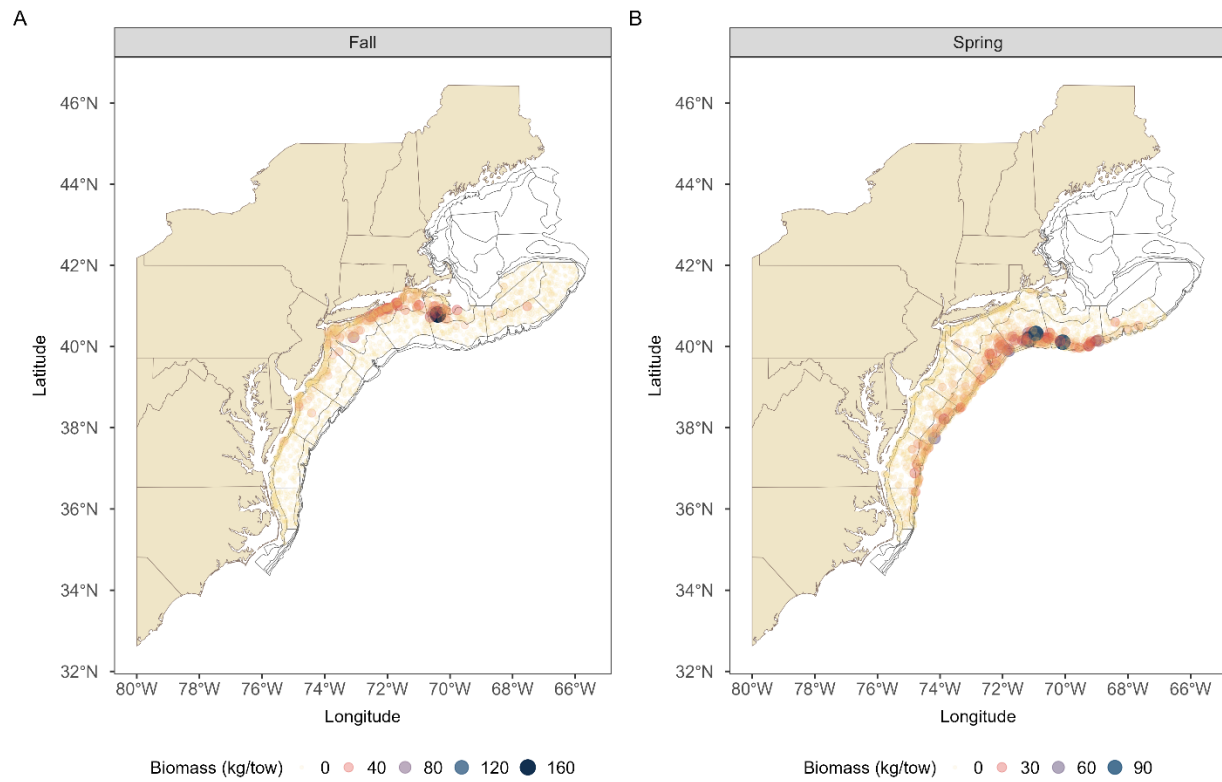 A
B
Fall
Spring
46°N
44°N
42°N
40°N
38°N
36°N
34°N
32°N
Latitude
80°W 78°W 76°W 74°W 72°W 70°W 68°W 66°W
Longitude
46°N
44°N
42°N
40°N
38°N
36°N
34°N
32°N
Latitude
80°W 78°W 76°W 74°W 72°W 70°W 68°W 66°W
Longitude
Biomass (kg/tow) 0 40 80 120 160
Biomass (kg/tow) 0 30 60 90